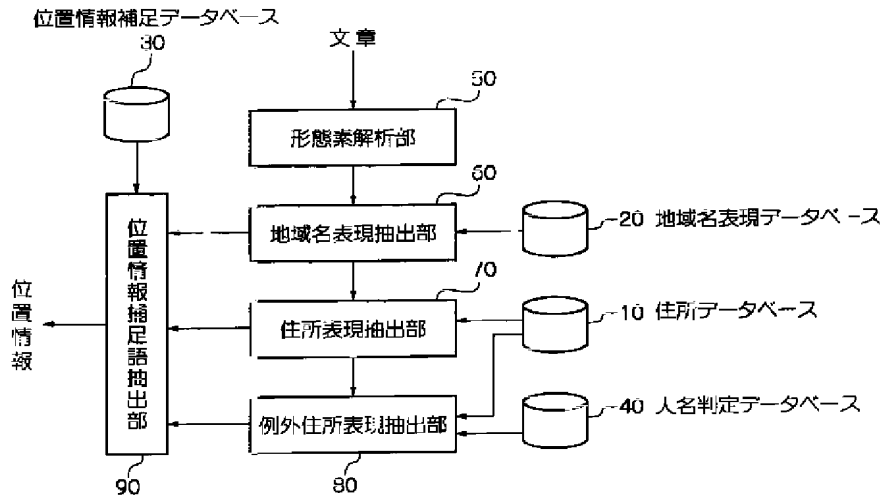 位置情報補足データベース
30
文章
50
形態素解析部
60
地域名表現抽出部
20 地域名表現データベース
位置情報補足語抽出部
位置情報
70
住所表現抽出部
10 住所データベース
例外住所表現抽出部
40 人名判定データベース
90
80